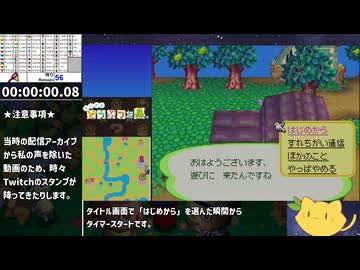 残り
Remains 56
00:00:00.08
★注意事項★
当時の配信アーカイブ
から私の声を除いた
動画のため、時々
Twitchのスタンプが
降ってきたりします。
はじめから
すれちがい通信
ほかのこと
やっぱやめる
おはようございます、
遊びに 来たんですね
タイトル画面で「はじめから」を選んだ瞬間から
タイマースタートです。